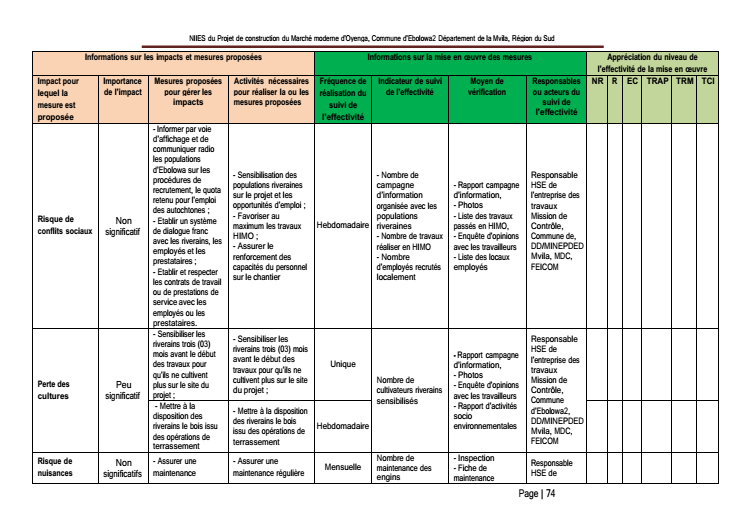 NIIES du Projet de construction du Marché moderne d'Oyenga, Commune d'Ebolowa2 Département de la Mvila, Région du Sud
Informations sur les impacts et mesures proposées
Informations sur la mise en œuvre des mesures
Appréciation du niveau de
l'effectivité de la mise en œuvre
Impact pour
lequel la
mesure est
proposée
Importance
de l'impact
Mesures proposées
pour gérer les
impacts
Activités nécessaires
pour réaliser la ou les
mesures proposées
Fréquence de
réalisation du
suivi de
l'effectivité
Indicateur de suivi
de l'effectivité
Moyen de
vérification
Responsables
ou acteurs du
suivi de
l'effectivité
NR
R
EC
TRAP
TRM
TCI
Risque de
conflits sociaux
Non
significatif
- Informer par voie
d'affichage et de
communiquer radio
les populations
d'Ebolowa sur les
procédures de
recrutement, le quota
retenu pour l'emploi
des autochtones ;
- Etablir un système
de dialogue franc
avec les riverains, les
employés et les
prestataires ;
- Etablir et respecter
les contrats de travail
ou de prestations de
service avec les
employés ou les
prestataires.
- Sensibilisation des
populations riveraines
sur le projet et les
opportunités d'emploi ;
- Favoriser au
maximum les travaux
HIMO ;
- Assurer le
renforcement des
capacités du personnel
sur le chantier
Hebdomadaire
- Nombre de
campagne
d'information
organisée avec les
populations
riveraines
- Nombre de travaux
réaliser en HIMO
- Nombre
d'employés recrutés
localement
- Rapport campagne
d'information,
- Photos
- Liste des travaux
passés en HIMO,
- Enquête d'opinions
avec les travailleurs
- Liste des locaux
employés
Responsable
HSE de
l'entreprise des
travaux
Mission de
Contrôle,
Commune de,
DD/MINEPDED
Mvila, MDC,
FEICOM
Perte des
cultures
Peu
significatif
- Sensibiliser les
riverains trois (03) mois
avant le début
des travaux pour
qu'ils ne cultivent
plus sur le site du
projet ;
- Sensibiliser les
riverains trois (03) mois
avant le début des
travaux pour qu'ils ne
cultivent plus sur le site
du projet ;
Unique
- Mettre à la
disposition des
riverains le bois issu
des opérations de
terrassement
- Mettre à la disposition
des riverains le bois
issu des opérations de
terrassement
Hebdomadaire
Nombre de
cultivateurs riverains
sensibilisés
- Rapport campagne
d'information,
- Photos
- Enquête d'opinions
avec les travailleurs
- Rapport d'activités
socio
environnementales
Responsable
HSE de
l'entreprise des
travaux
Mission de
Contrôle,
Commune
d'Ebolowa2,
DD/MINEPDED
Mvila, MDC,
FEICOM
Risque de
nuisances
Non
significatifs
- Assurer une
maintenance
- Assurer une
maintenance régulière
Mensuelle
Nombre de
maintenance des
engins
- Inspection
- Fiche de
maintenance
Responsable
HSE de
Page | 74